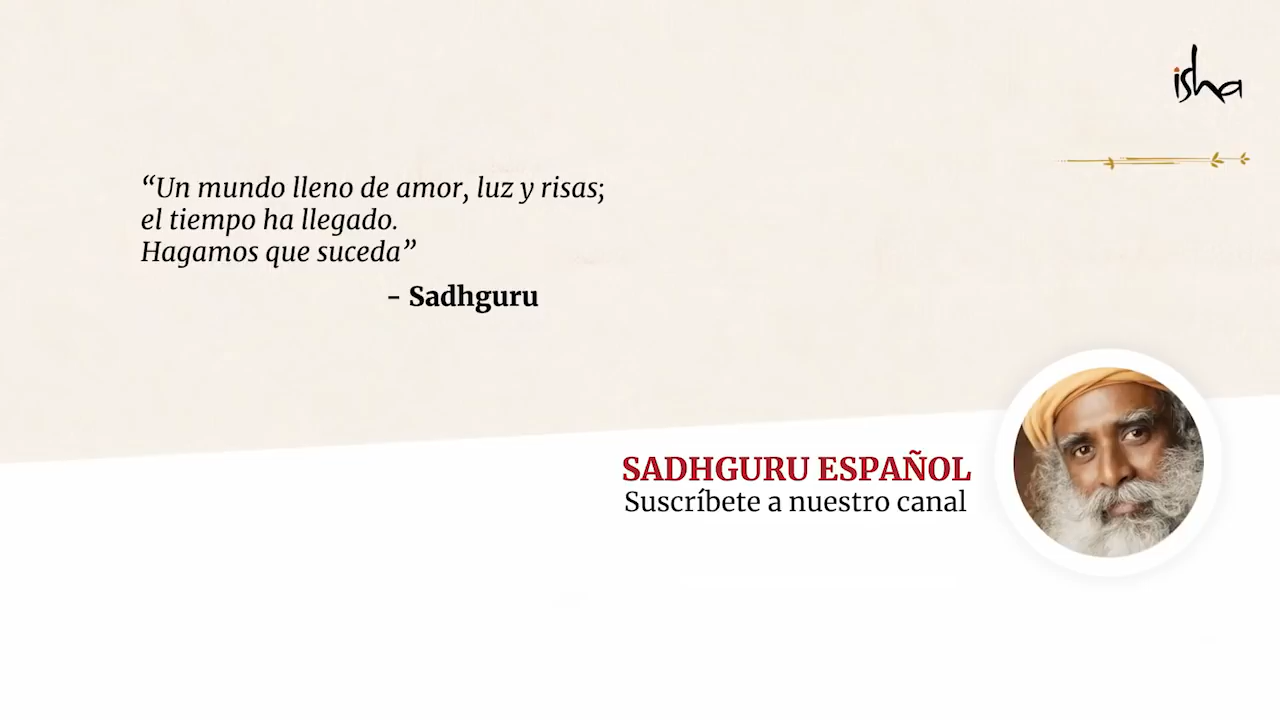 isha
“Un mundo lleno de amor, luz y risas;
el tiempo ha llegado.
Hagamos que suceda”
- Sadhguru
SADHGURU ESPAÑOL
Suscríbete a nuestro canal